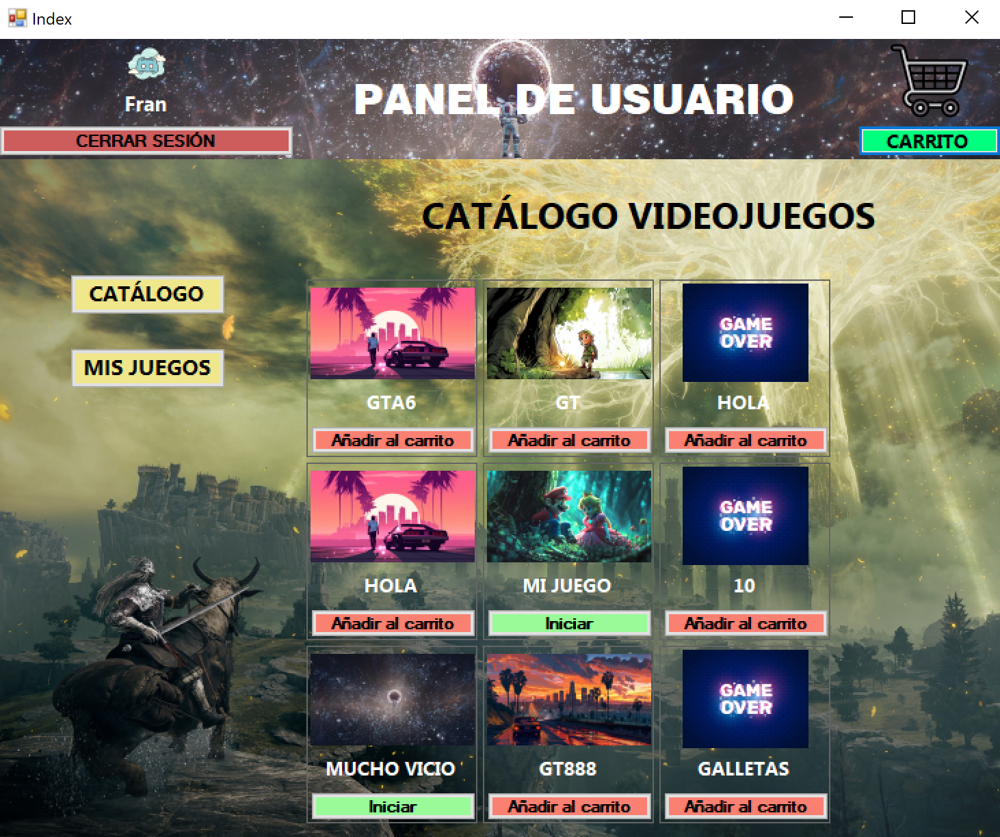 Index
Fran
PANEL DE USUARIO
CERRAR SESIÓN
CARRITO
CATÁLOGO VIDEOJUEGOS
CATÁLOGO
MIS JUEGOS
GAME
OVER
GTA6
GT
HOLA
Añadir al carrito
Añadir al carrito
Añadir al carrito
GAME
OVER
HOLA
MI JUEGO
10
Añadir al carrito
Iniciar
Añadir al carrito
GAME
OVER
MUCHO VICIO
GT888
GALLETAS
Iniciar
Añadir al carrito
Añadir al carrito